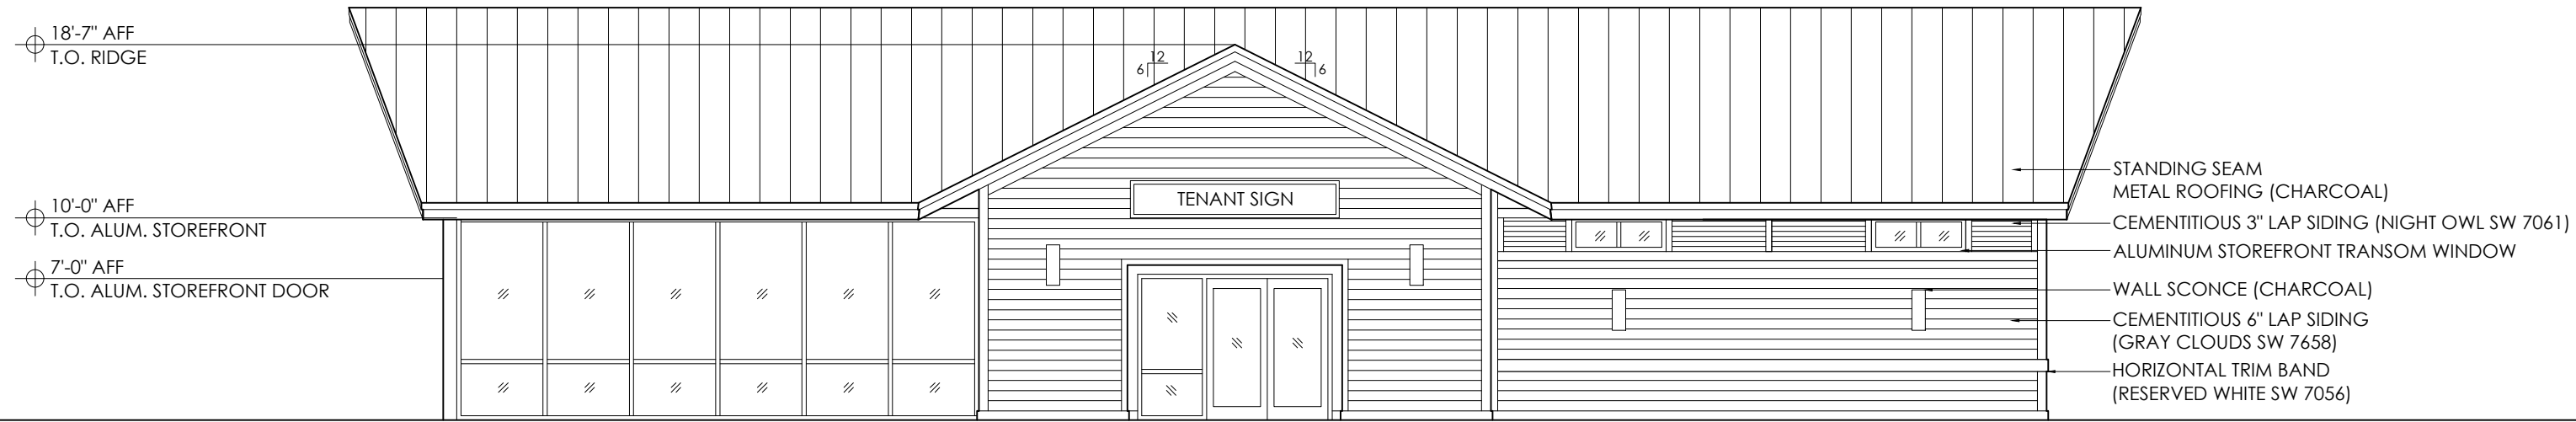 18'-7" AFF
T.O. RIDGE
12
6
12
6
10'-0" AFF
T.O. ALUM. STOREFRONT
7'-0" AFF
T.O. ALUM. STOREFRONT DOOR
TENANT SIGN
STANDING SEAM
METAL ROOFING (CHARCOAL)
CEMENTITIOUS 3" LAP SIDING (NIGHT OWL SW 7061)
ALUMINUM STOREFRONT TRANSOM WINDOW
WALL SCONCE (CHARCOAL)
CEMENTITIOUS 6" LAP SIDING
(GRAY CLOUDS SW 7658)
HORIZONTAL TRIM BAND
(RESERVED WHITE SW 7056)